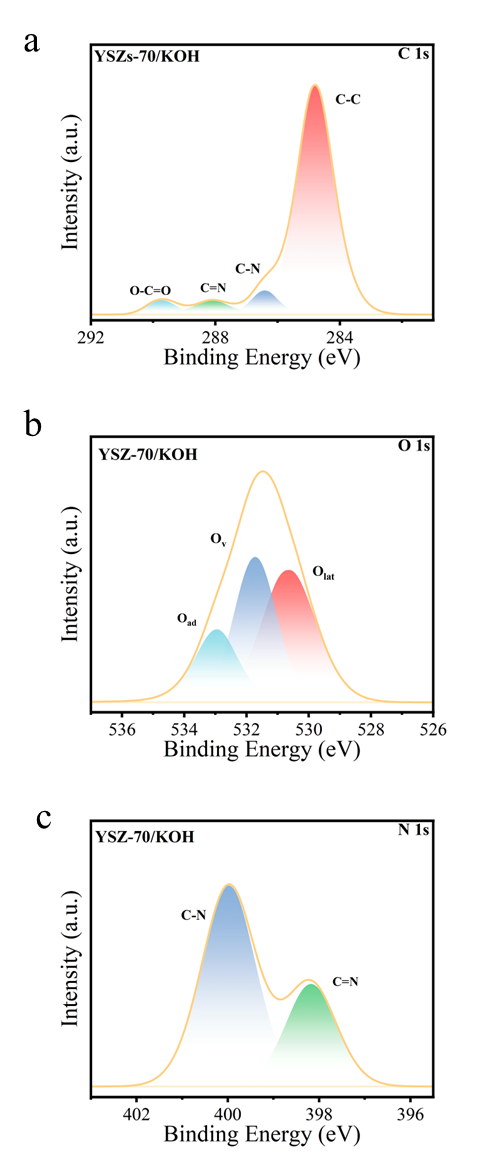 a
YSZs-70/KOH
C 1s
C-C
C-N
C=N
O-C=O
Intensity (a.u.)
292
288
284
Binding Energy (eV)
b
YSZ-70/KOH
O 1s
Ov
Olat
Oad
Intensity (a.u.)
536
534
532
530
528
526
Binding Energy (eV)
c
YSZ-70/KOH
N 1s
C-N
C=N
Intensity (a.u.)
402
400
398
396
Binding Energy (eV)